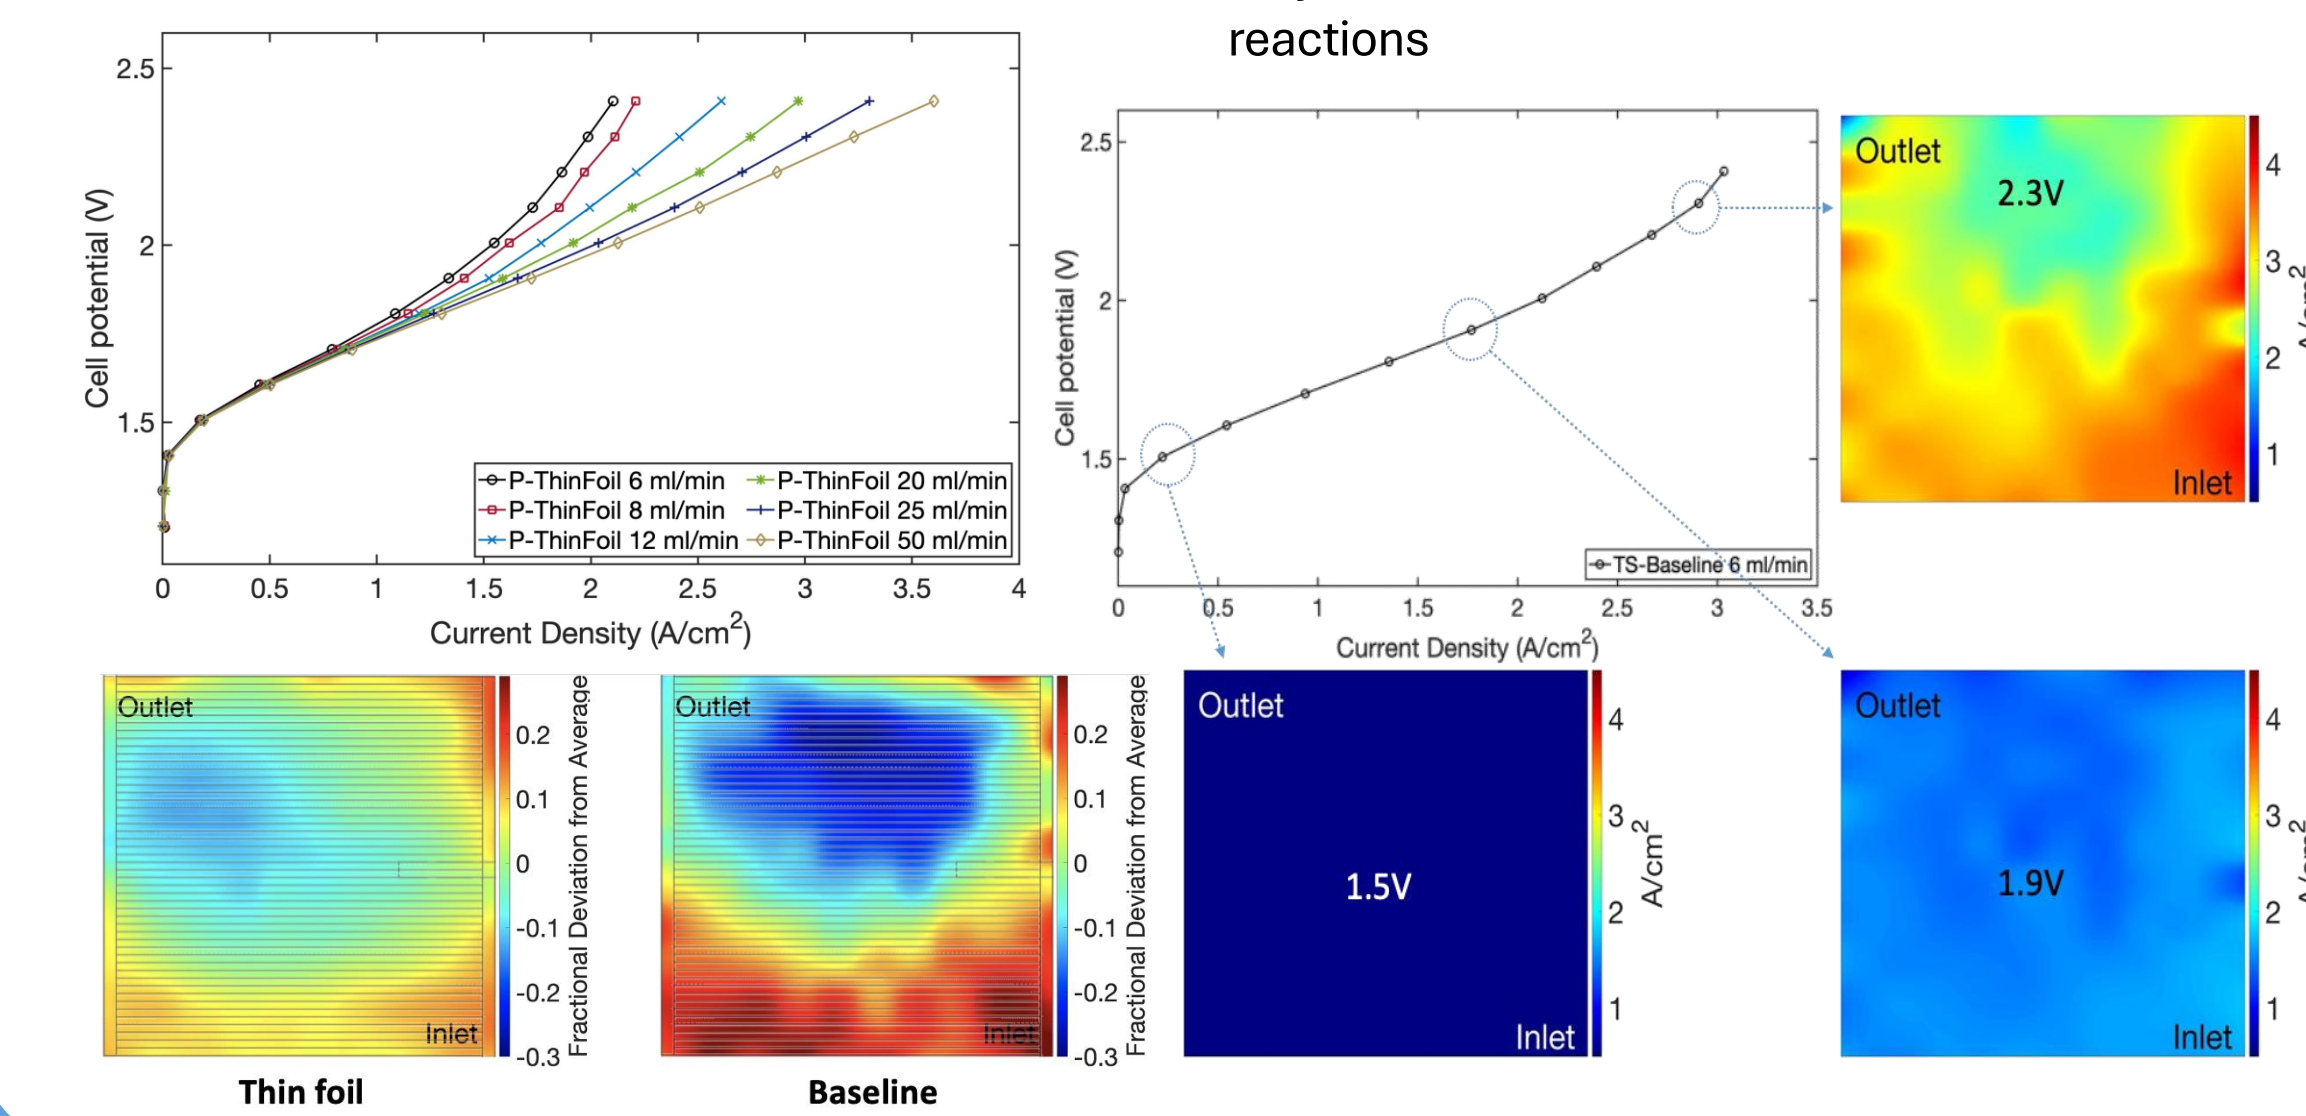 reactions
2.5
2
1.5
0 0.5 1 1.5 2 2.5 3 3.5 4
Cell potential (V)
Current Density (A/cm²)
P-ThinFoil 6 ml/min
P-ThinFoil 8 ml/min
P-ThinFoil 12 ml/min
P-ThinFoil 20 ml/min
P-ThinFoil 25 ml/min
P-ThinFoil 50 ml/min
2.5
2
1.5
0 0.5 1 1.5 2 2.5 3 3.5
Cell potential (V)
Current Density (A/cm²)
TS-Baseline 6 ml/min
Outlet
2.3V
Inlet
4
3
2
1
Outlet
Inlet
0.2
0.1
0
-0.1
-0.2
-0.3
Fractional Deviation from Average
Thin foil
Outlet
Inlet
0.2
0.1
0
-0.1
-0.2
-0.3
Fractional Deviation from Average
Baseline
Outlet
1.5V
Inlet
4
3
2
1
A/cm²
Outlet
1.9V
Inlet
4
3
2
1